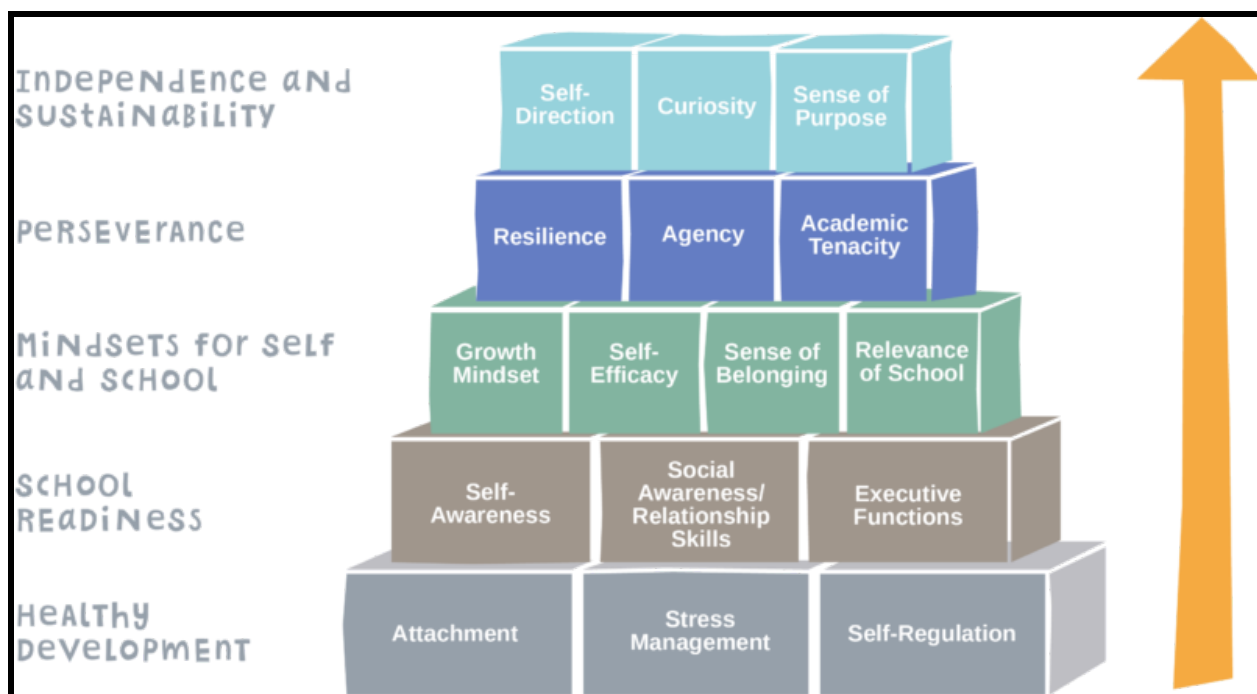 INDEPENDENCE AND
SUSTAINABILITY
Self-
Direction
Curiosity
Sense of
Purpose
PERSEVERANCE
Resilience
Agency
Academic
Tenacity
MINDSETS FOR SELF
AND SCHOOL
Growth
Mindset
Self-
Efficacy
Sense of
Belonging
Relevance
of School
SCHOOL
READINESS
Self-
Awareness
Social
Awareness/
Relationship
Skills
Executive
Functions
HEALTHY
DEVELOPMENT
Attachment
Stress
Management
Self-Regulation